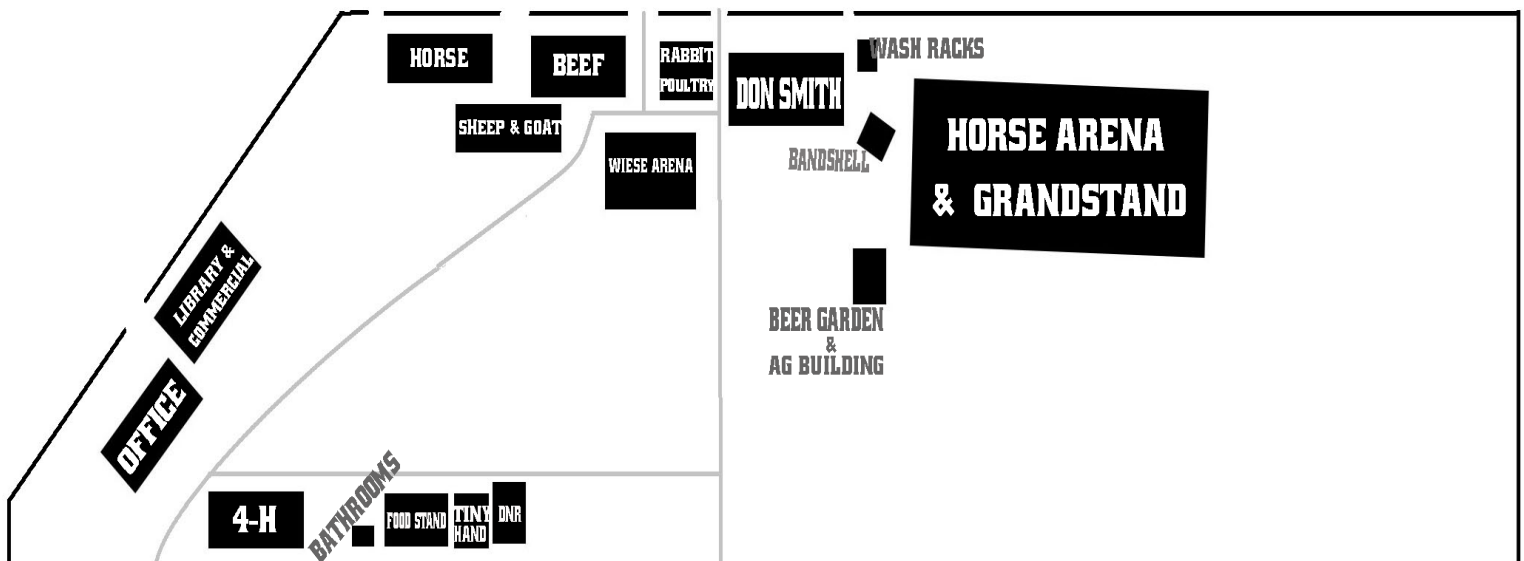 HORSE
BEEF
RABBIT
POULTRY
WASH RACKS
DON SMITH
SHEEP & GOAT
WIESE ARENA
BANDSHELL
HORSE ARENA
& GRANDSTAND
LIBRARY &
COMMERCIAL
BEER GARDEN
&
AG BUILDING
OFFICE
BATHROOMS
4-H
FOOD STAND
TINY
HAND
DNR